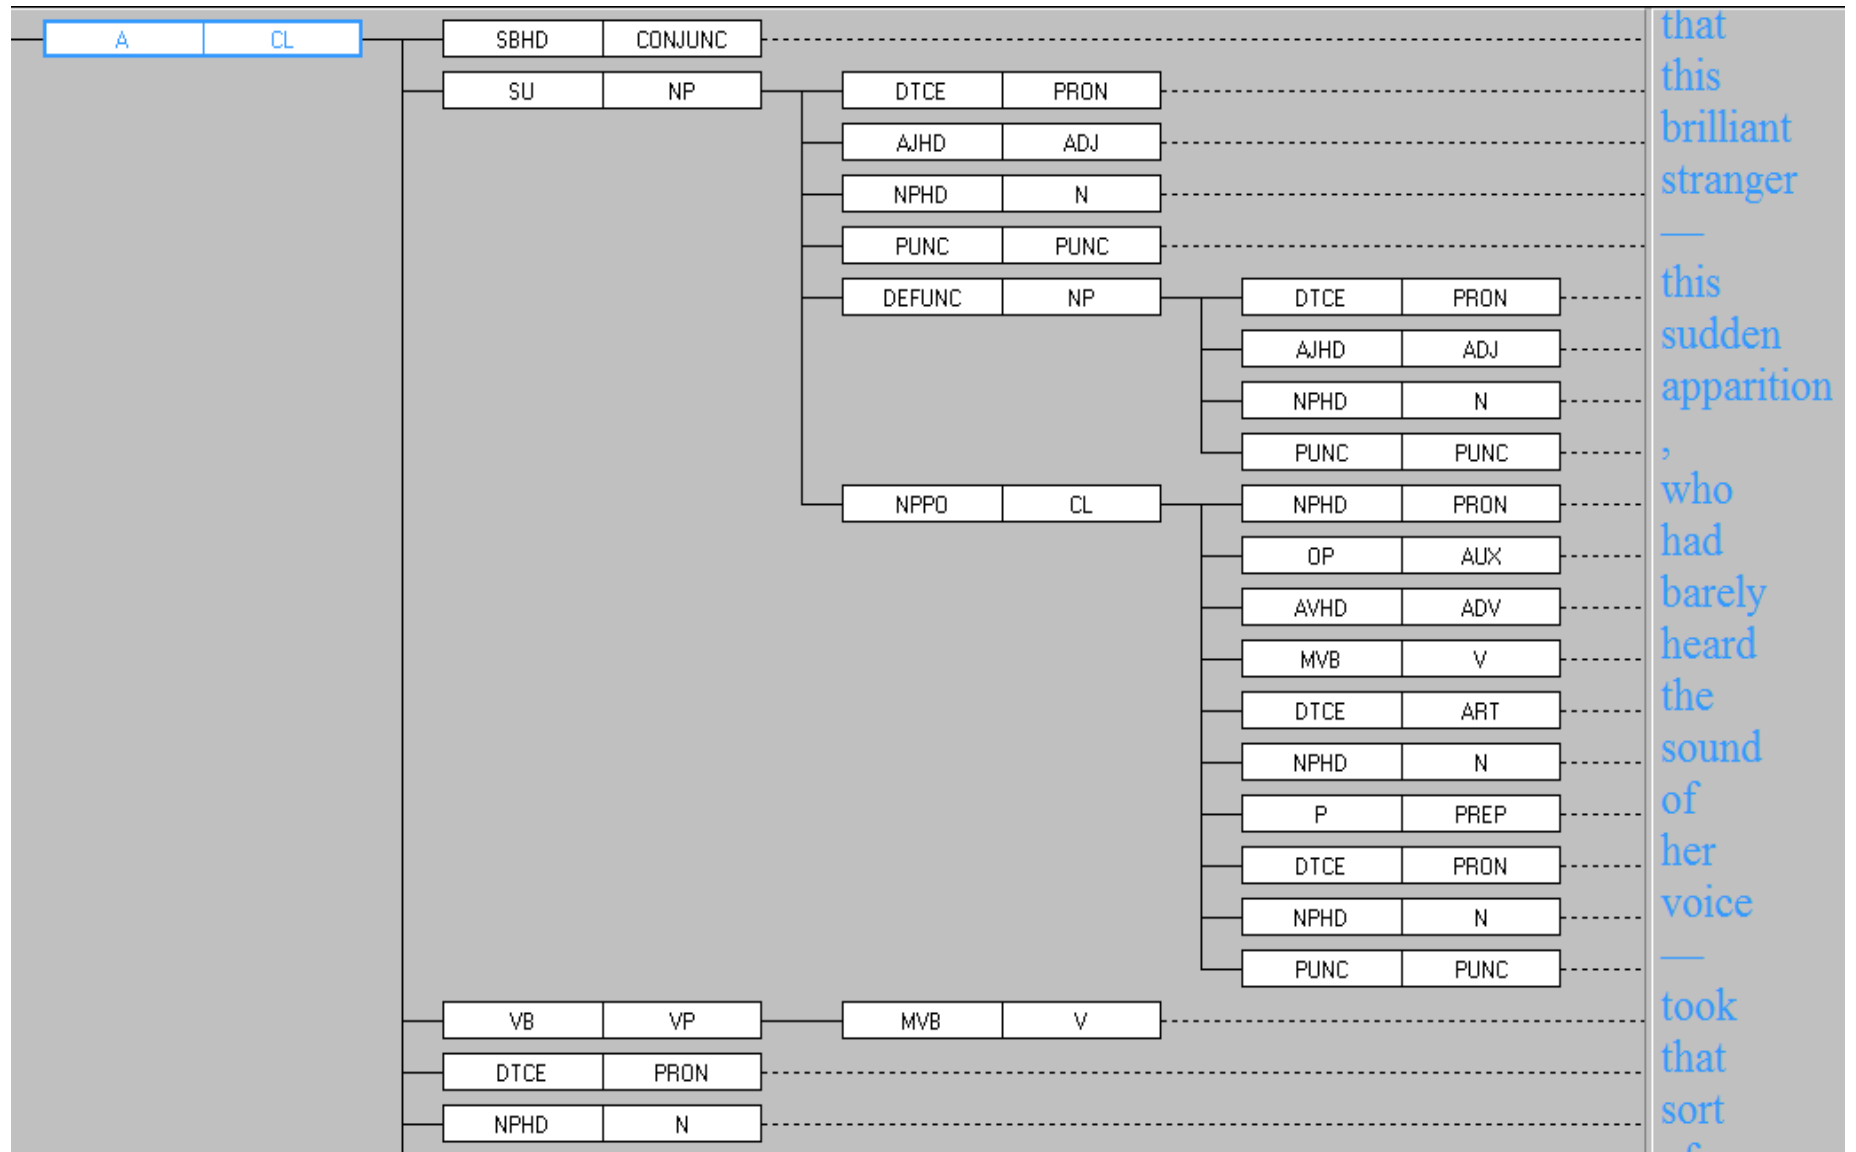 A CL SBHD CONJUNC that
SU NP DTCE PRON this
AJHD ADJ brilliant
NPHD N stranger
PUNC PUNC —
DEFUNC NP DTCE PRON this
AJHD ADJ sudden
NPHD N apparition
PUNC PUNC ,
NPPO CL NPHD PRON who
OP AUX had
AVHD ADV barely
MVB V heard
DTCE ART the
NPHD N sound
P PREP of
DTCE PRON her
NPHD N voice
PUNC PUNC —
VB VP MVB V took
DTCE PRON that
NPHD N sort